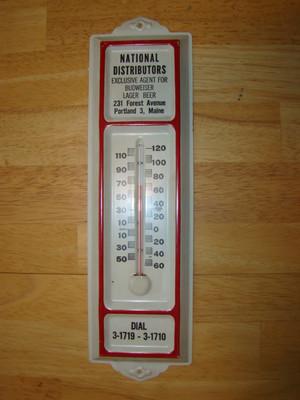 NATIONAL
DISTRIBUTORS
EXCLUSIVE AGENT FOR
BUDWEISER
LAGER BEER
231 Forest Avenue
Portland 3, Maine
120
110
100
90
80
70
60
50
40
30
20
10
0
10
20
30
40
50
60
DIAL
3-1719 - 3-1710